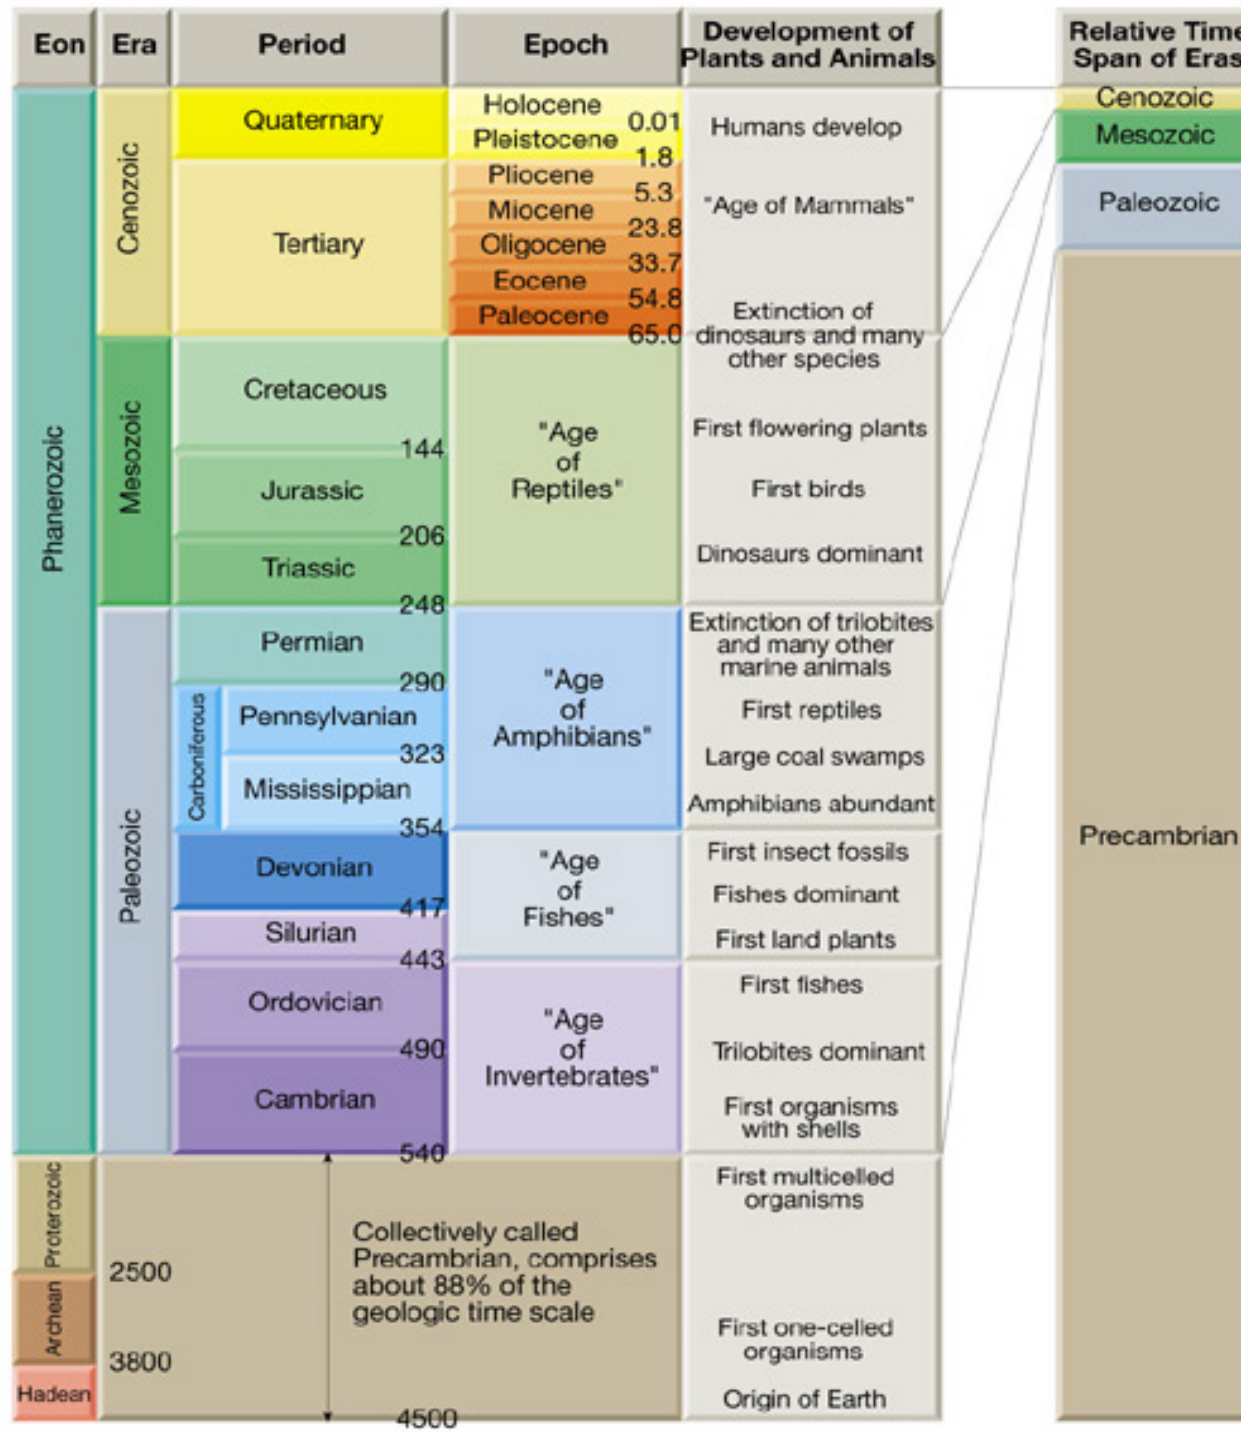 Eon
Era
Period
Epoch
Development of
Plants and Animals
Relative Time
Span of Eras
Phanerozoic
Cenozoic
Quaternary
Holocene
0.01
Pleistocene
1.8
Humans develop
Tertiary
Pliocene
5.3
Miocene
23.8
Oligocene
33.7
Eocene
54.8
Paleocene
65.0
"Age of Mammals"
Extinction of
dinosaurs and many
other species
Mesozoic
Cretaceous
144
Jurassic
206
Triassic
248
"Age
of
Reptiles"
First flowering plants
First birds
Dinosaurs dominant
Paleozoic
Permian
290
Carboniferous
Pennsylvanian
323
Mississippian
354
"Age
of
Amphibians"
Extinction of trilobites
and many other
marine animals
First reptiles
Large coal swamps
Amphibians abundant
Devonian
417
Silurian
443
"Age
of
Fishes"
First insect fossils
Fishes dominant
First land plants
Ordovician
490
Cambrian
540
"Age
of
Invertebrates"
First fishes
Trilobites dominant
First organisms
with shells
Proterozoic
2500
Archean
3800
Hadean
4500
Collectively called
Precambrian, comprises
about 88% of the
geologic time scale
First multicelled
organisms
First one-celled
organisms
Origin of Earth
Cenozoic
Mesozoic
Paleozoic
Precambrian